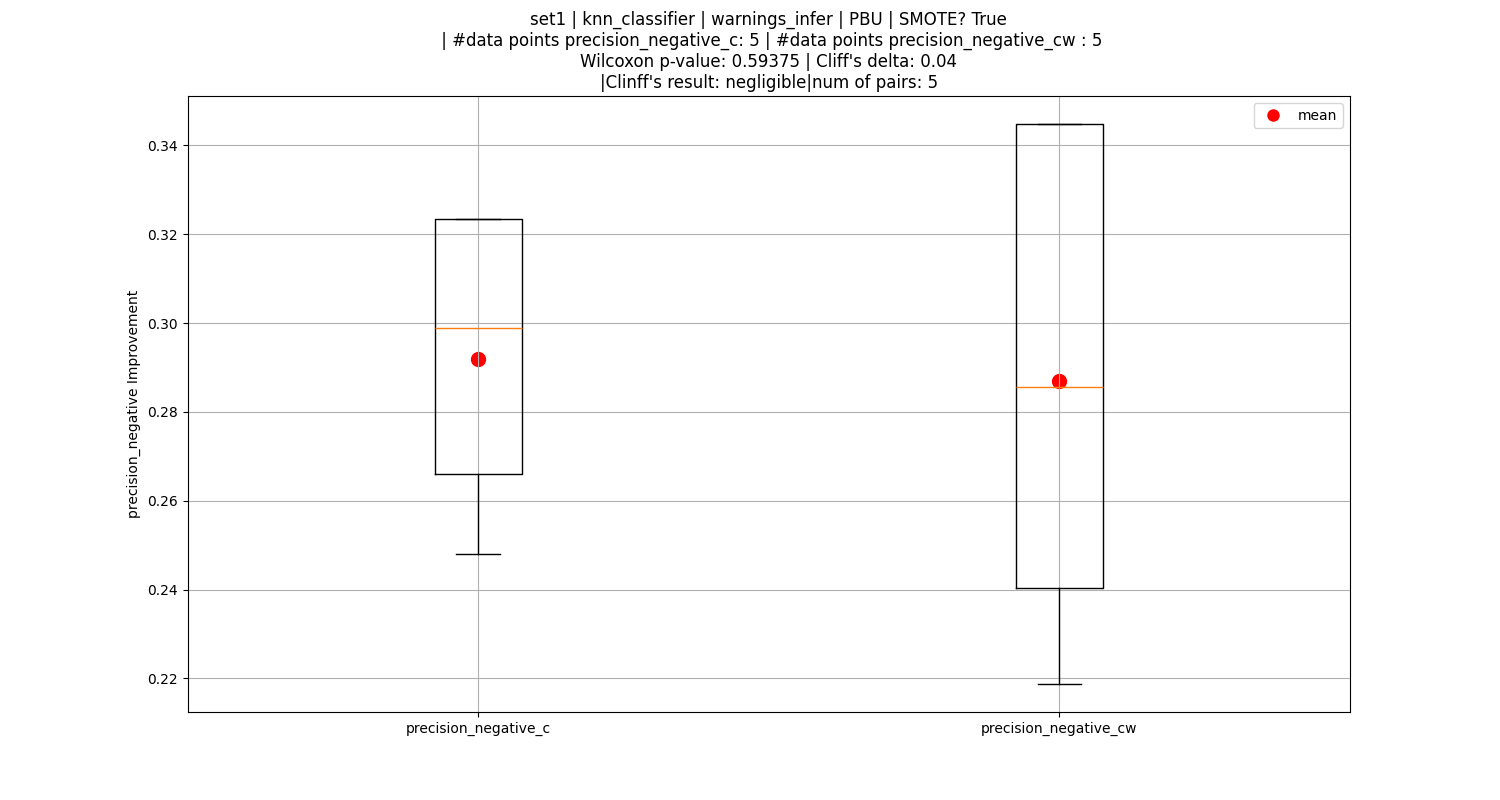 set1 | knn_classifier | warnings_infer | PBU | SMOTE? True
| #data points precision_negative_c: 5 | #data points precision_negative_cw : 5
Wilcoxon p-value: 0.59375 | Cliff's delta: 0.04
|Clinff's result: negligible|num of pairs: 5
mean
0.34
0.32
0.30
0.28
0.26
0.24
0.22
precision_negative Improvement
precision_negative_c
precision_negative_cw